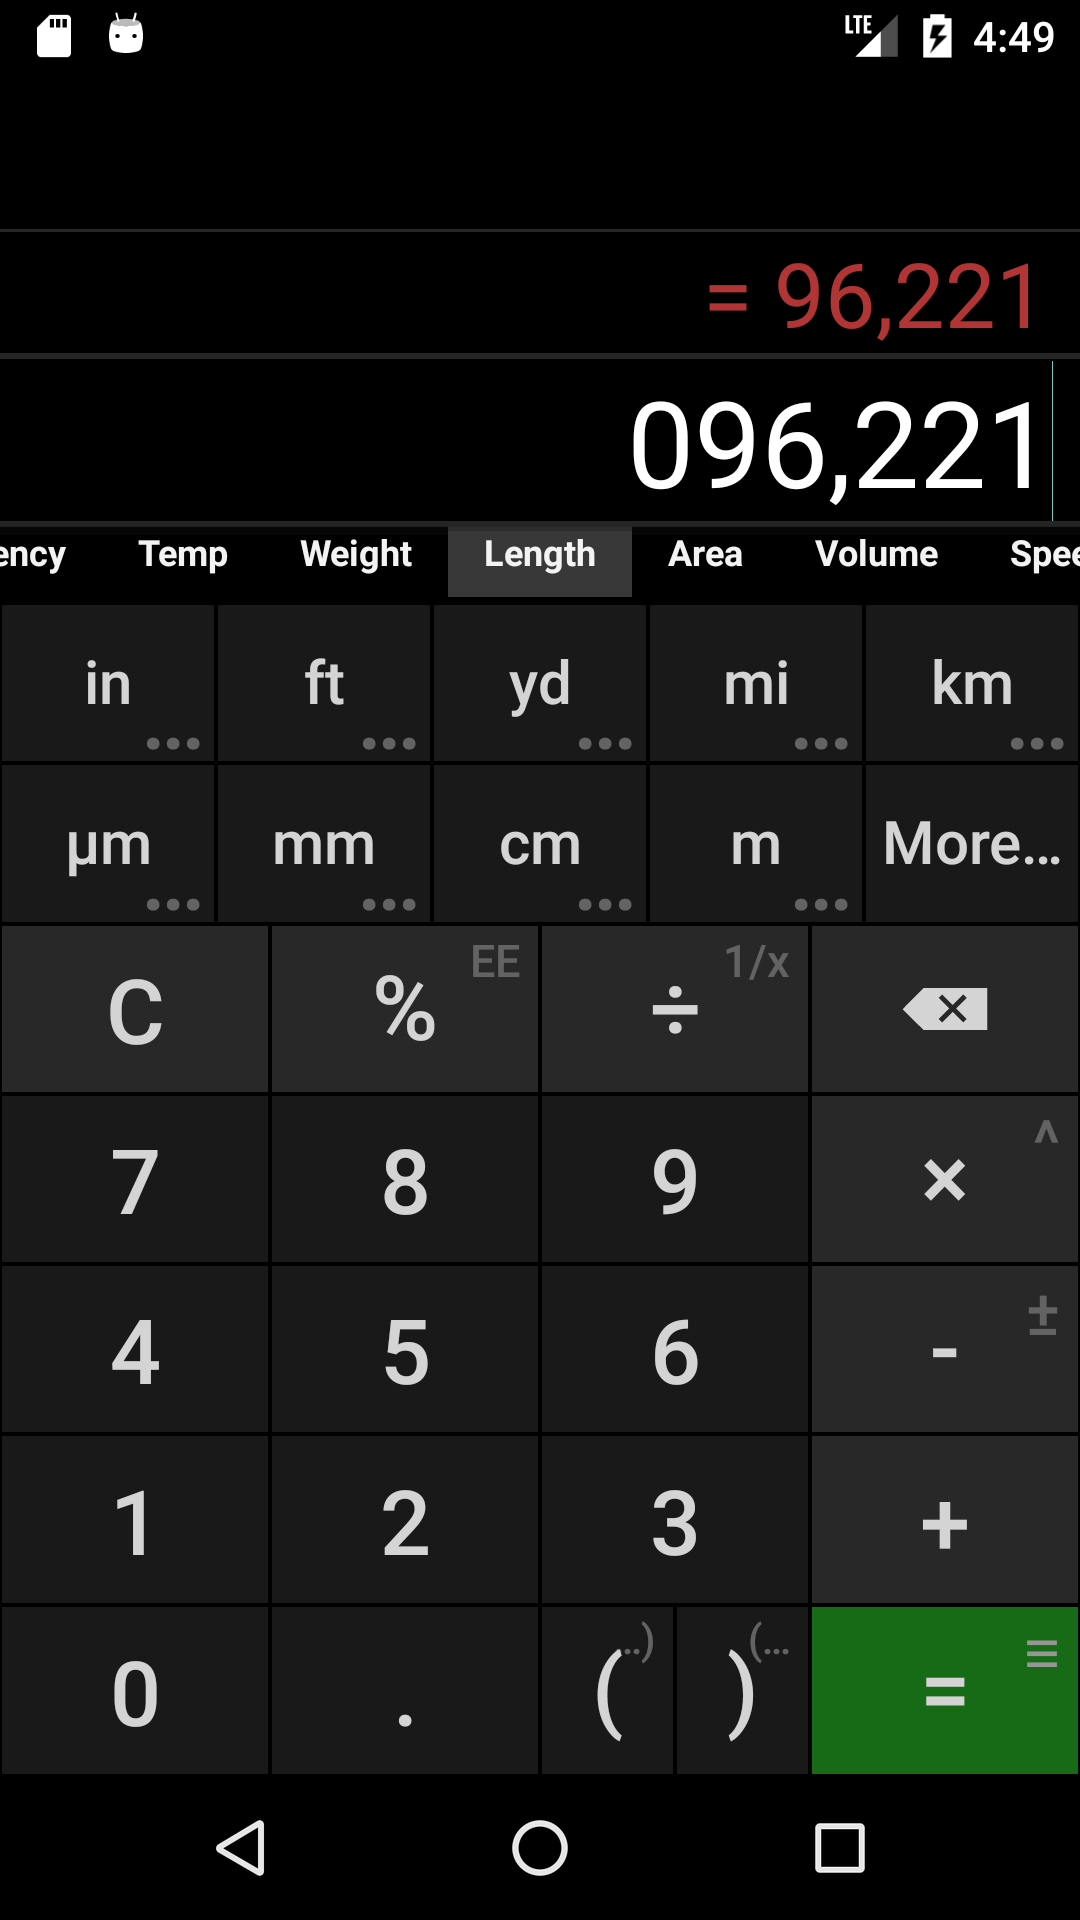 LTE 4:49
= 96,221
096,221
ency Temp Weight Length Area Volume Spee
in ft yd mi km
µm mm cm m More...
C % EE ÷ 1/x
7 8 9 × ^
4 5 6 - ±
1 2 3 +
0 . ( ..) ) (... =